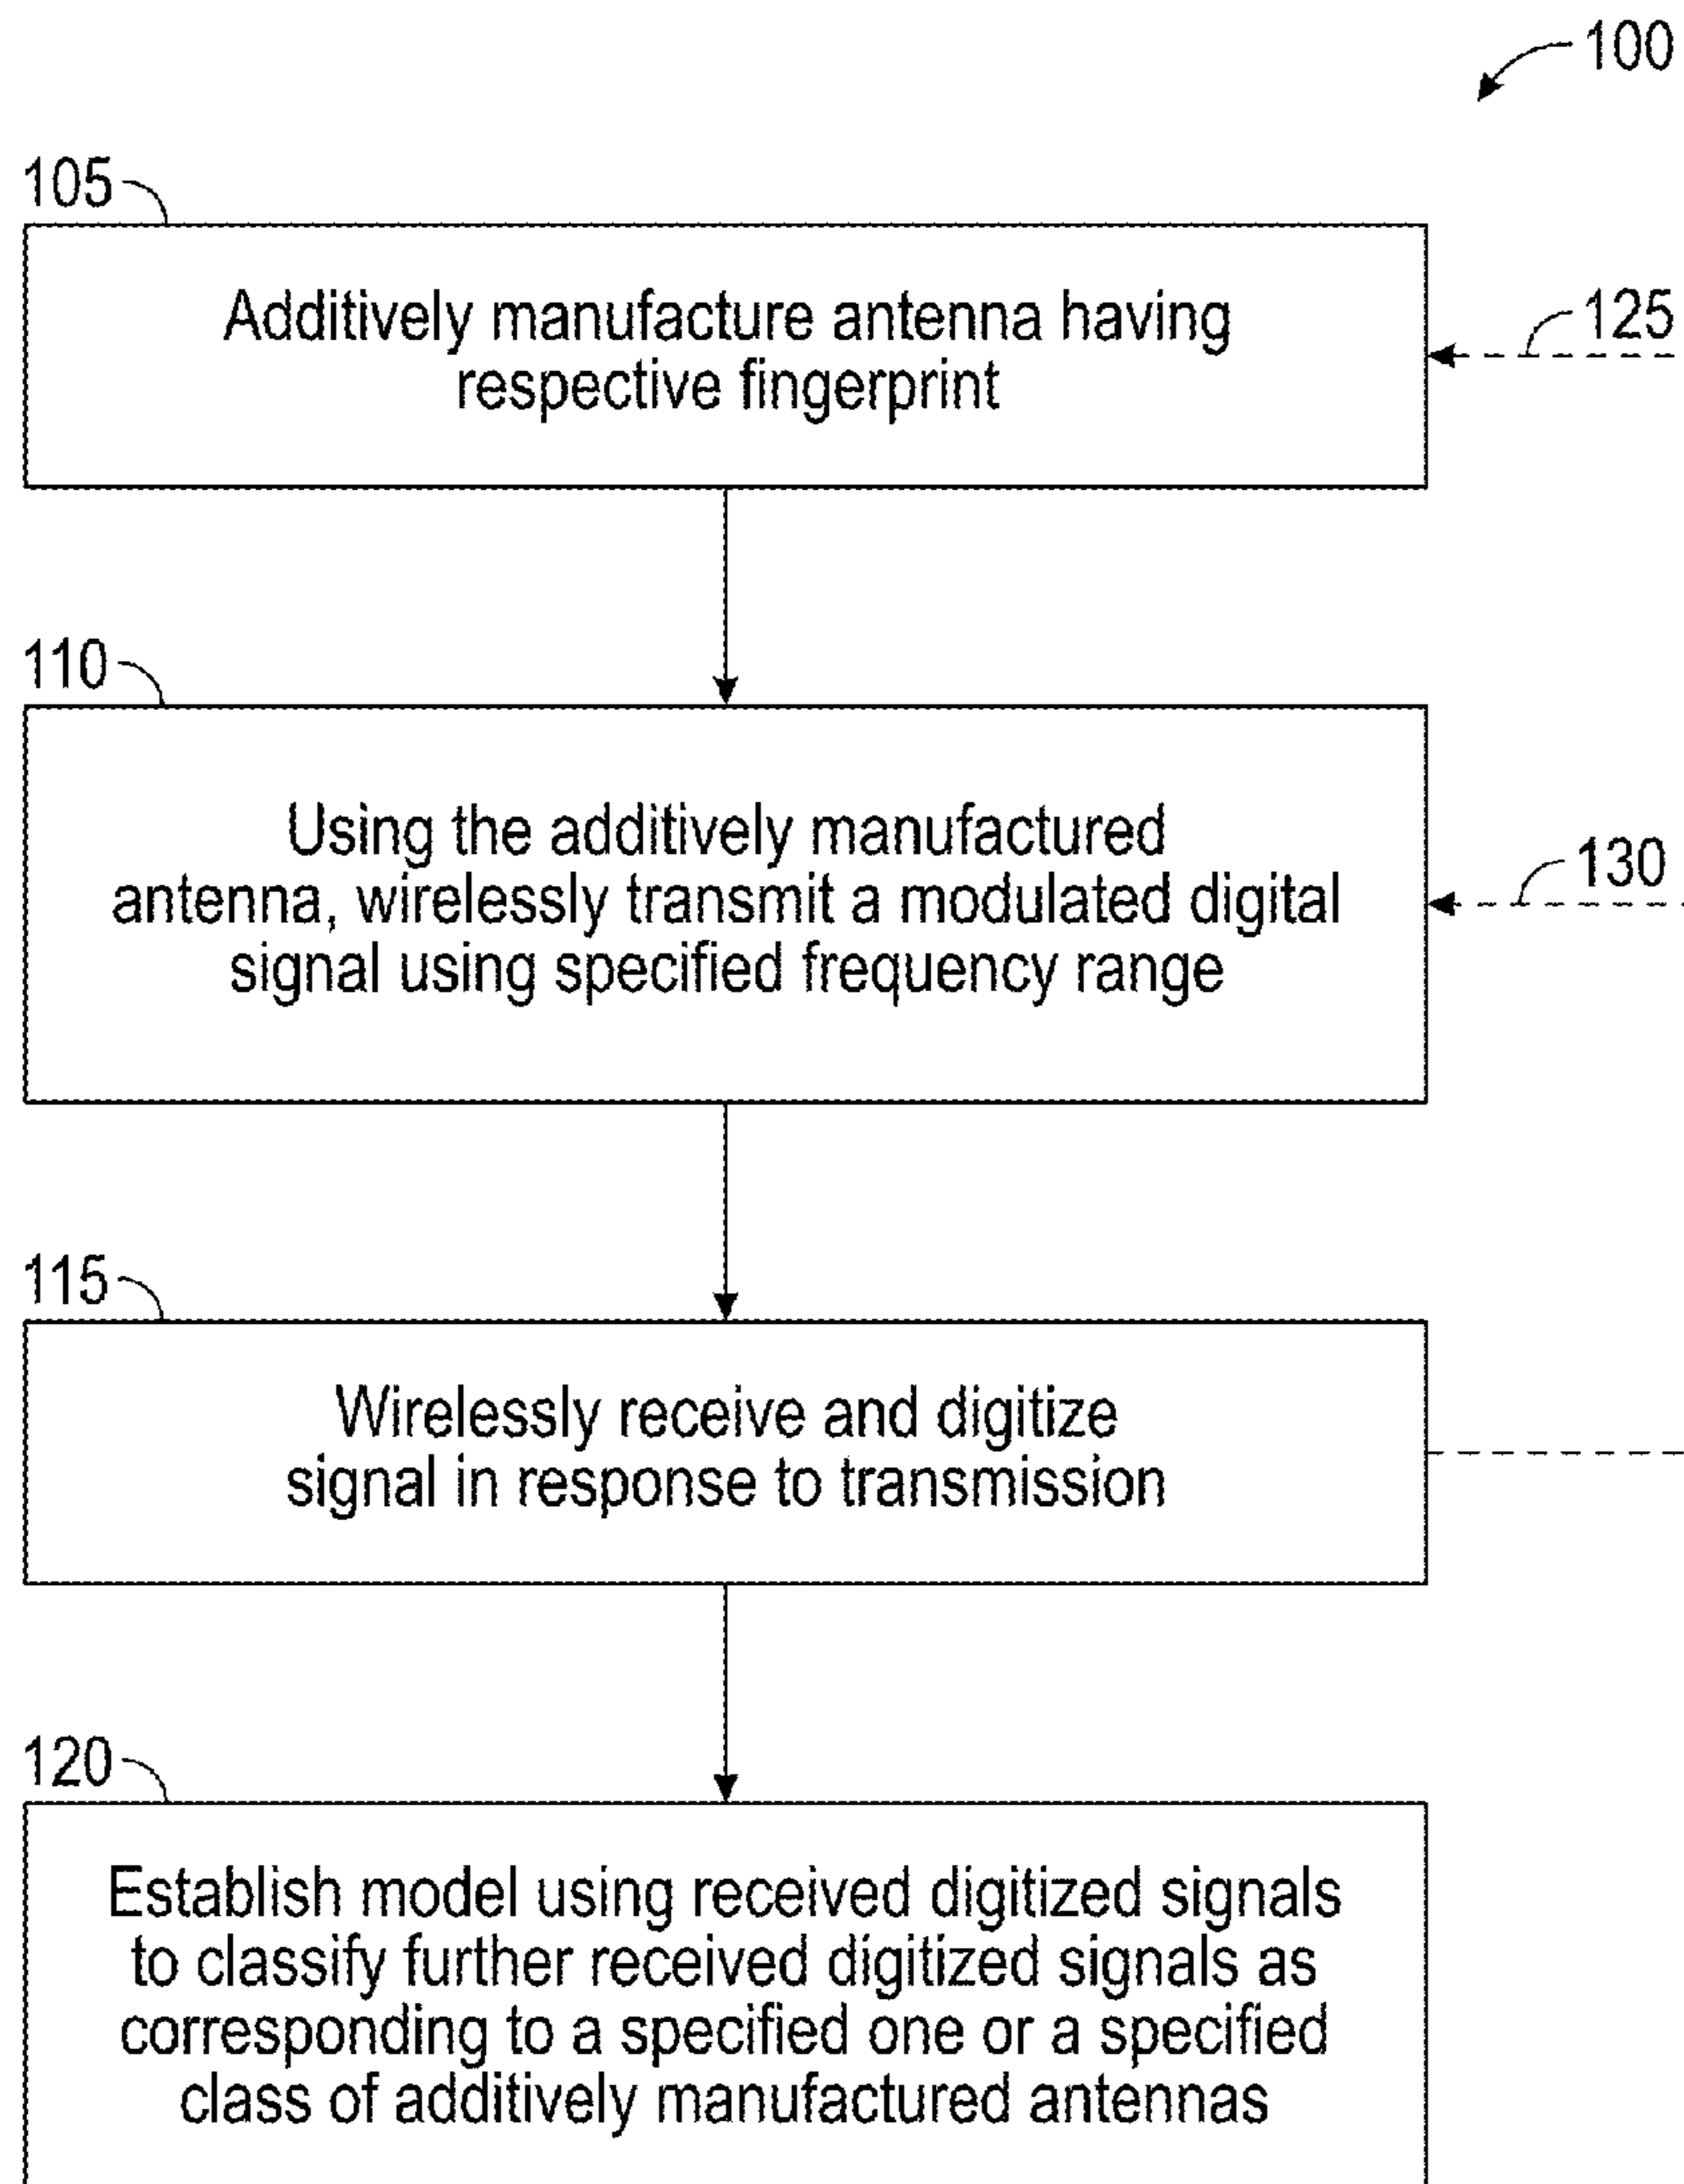 100
105
Additively manufacture antenna having
respective fingerprint
125
110
Using the additively manufactured
antenna, wirelessly transmit a modulated digital
signal using specified frequency range
130
115
Wirelessly receive and digitize
signal in response to transmission
120
Establish model using received digitized signals
to classify further received digitized signals as
corresponding to a specified one or a specified
class of additively manufactured antennas